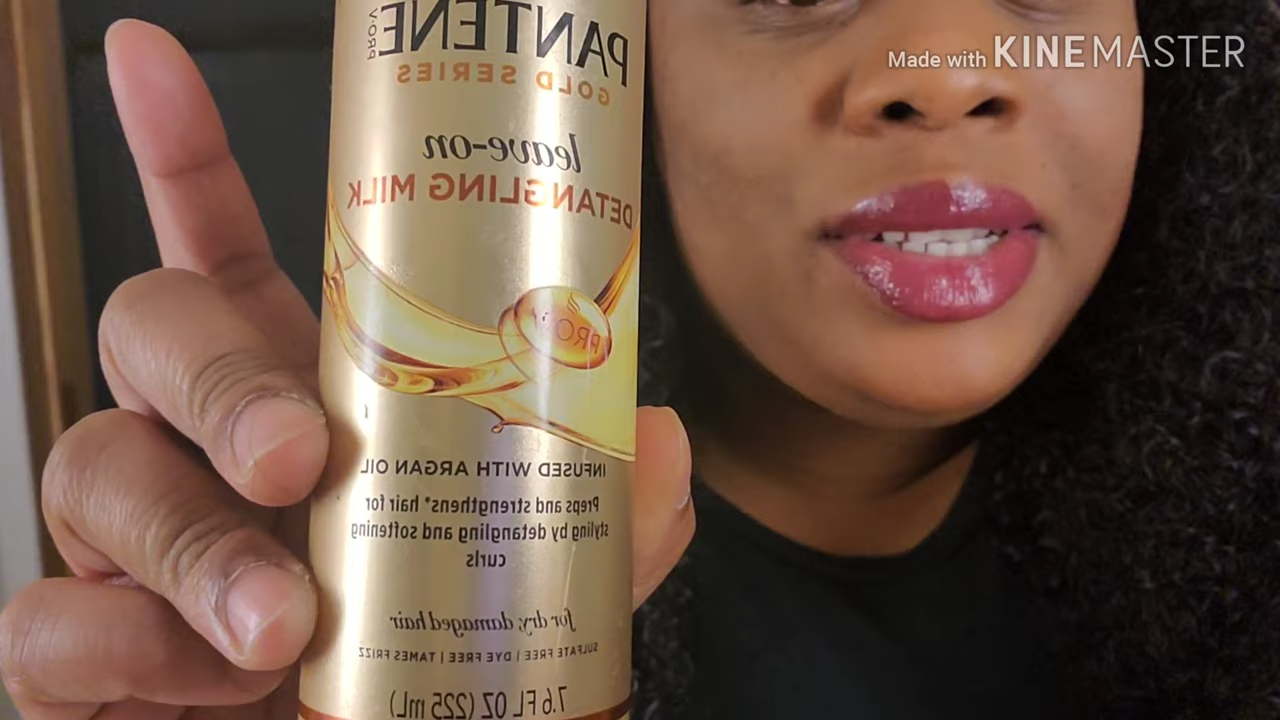 Made with KINEMASTER
PANTENE
PRO-V
GOLD SERIES
leave-on
DETANGLING MILK
PRO-V
INFUSED WITH ARGAN OIL
Preps and strengthens* hair for
styling by detangling and softening
curls
for dry, damaged hair
SULFATE FREE | DYE FREE | TAMES FRIZZ
7.6 FL OZ (225 mL)